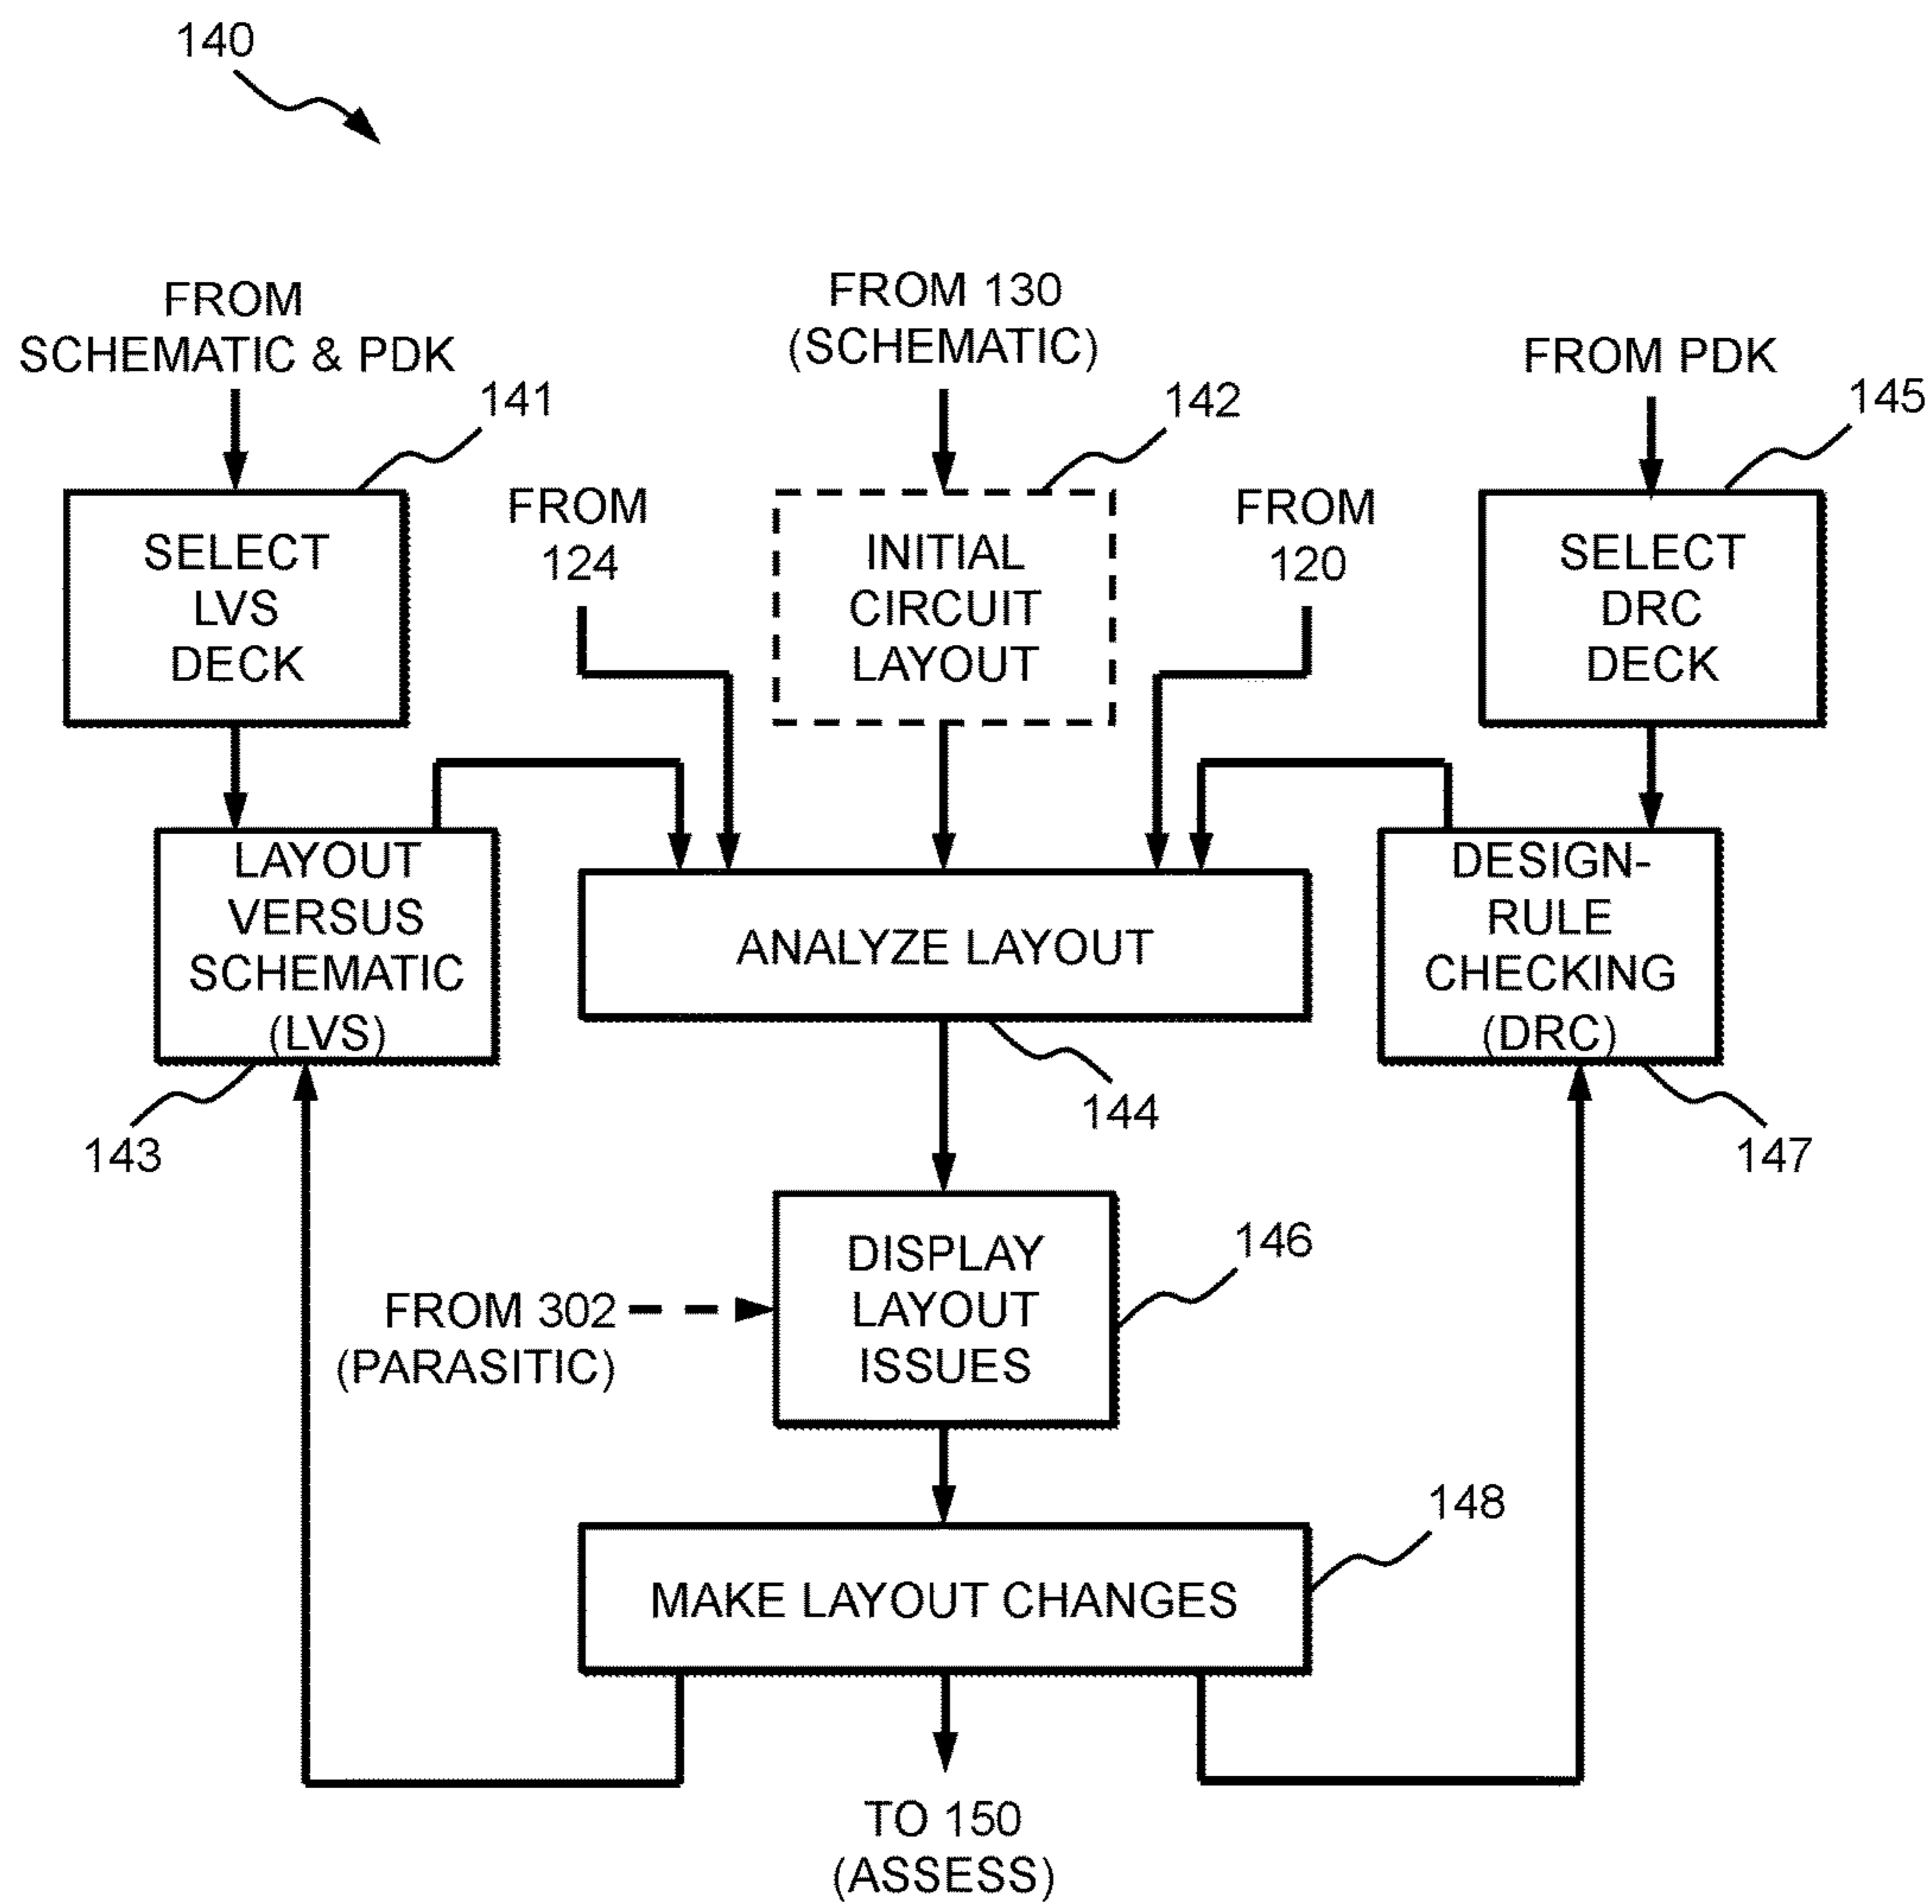 140
FROM
SCHEMATIC & PDK
FROM 130
(SCHEMATIC)
FROM PDK
141
142
145
SELECT
LVS
DECK
FROM
124
INITIAL
CIRCUIT
LAYOUT
FROM
120
SELECT
DRC
DECK
LAYOUT
VERSUS
SCHEMATIC
(LVS)
ANALYZE LAYOUT
DESIGN-
RULE
CHECKING
(DRC)
143
144
147
FROM 302
(PARASITIC)
DISPLAY
LAYOUT
ISSUES
146
148
MAKE LAYOUT CHANGES
TO 150
(ASSESS)